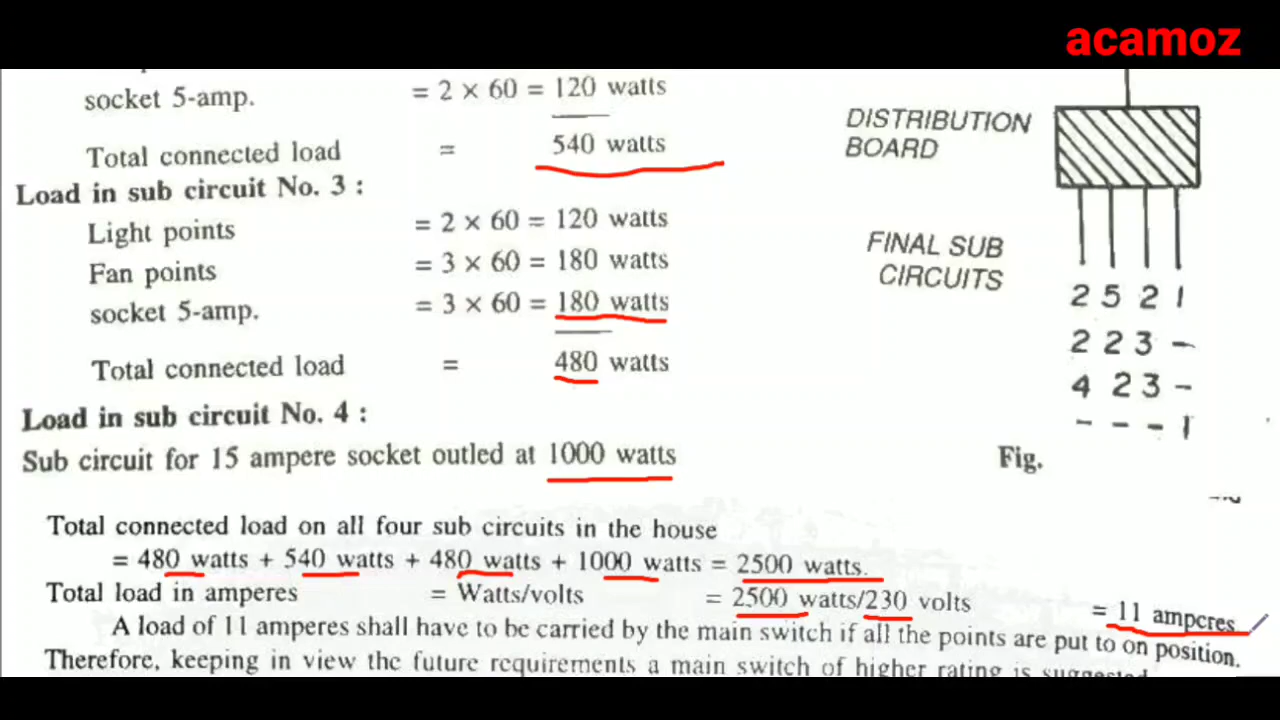 acamoz
socket 5-amp. = 2 × 60 = 120 watts
Total connected load = 540 watts
Load in sub circuit No. 3 :
Light points = 2 × 60 = 120 watts
Fan points = 3 × 60 = 180 watts
socket 5-amp. = 3 × 60 = 180 watts
Total connected load = 480 watts
Load in sub circuit No. 4 :
Sub circuit for 15 ampere socket outled at 1000 watts
DISTRIBUTION
BOARD
FINAL SUB
CIRCUITS
2 5 2 1
2 2 3 -
4 2 3 -
- - - 1
Fig.
Total connected load on all four sub circuits in the house
= 480 watts + 540 watts + 480 watts + 1000 watts = 2500 watts.
Total load in amperes = Watts/volts = 2500 watts/230 volts = 11 amperes
A load of 11 amperes shall have to be carried by the main switch if all the points are put to on position.
Therefore, keeping in view the future requirements a main switch of higher rating is suggested